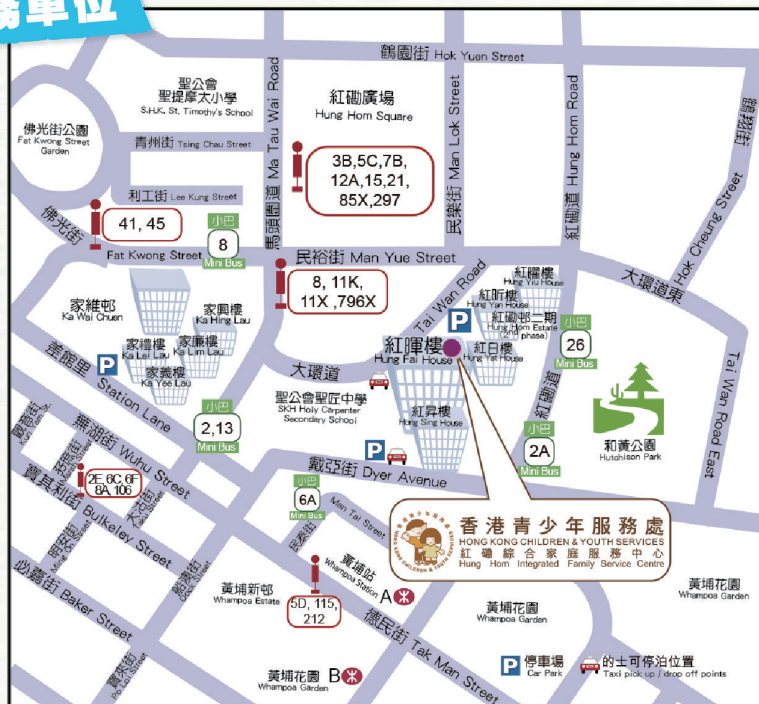 務單位
鶴園街 Hok Yuen Street
聖公會
聖提摩太小學
S.H.K. St. Timothy's School
馬頭圍道 Ma Tau Wai Road
紅磡廣場
Hung Hom Square
民樂街 Man Lok Street
紅磡道 Hung Hom Road
鶴翔街
Hok Cheung Street
佛光街公園
Fat Kwong Street
Garden
青州街 Tsing Chau Street
利工街 Lee Kung Street
3B,5C,7B,
12A,15,21,
85X,297
41, 45
小巴
8
Mini Bus
佛光街
Fat Kwong Street
民裕街 Man Yue Street
8, 11K,
11X ,796X
Tai Wan Road
大環道
大環道東
Tai Wan Road East
家維邨
Ka Wai Chuen
家興樓
Ka Hing Lau
家禮樓
Ka Lei Lau
家廉樓
Ka Lim Lau
家義樓
Ka Yee Lau
P
紅曜樓
Hung Yiu House
紅昕樓
Hung Yan House
紅磡邨二期
Hung Hom Estate
(2nd phase)
紅日樓
Hung Yat House
紅暉樓
Hung Fai House
紅昇樓
Hung Sing House
P
小巴
26
Mini Bus
紅磡道
小巴
2A
Mini Bus
和黃公園
Hutchison Park
差館里 Station Lane
小巴
2,13
Mini Bus
聖公會聖匠中學
SKH Holy Carpenter
Secondary School
P
戴亞街 Dyer Avenue
蕪湖街 Wuhu Street
2E, 6C, 6F
8A, 106
寶其利街 Bulkeley Street
必嘉街 Baker Street
小巴
6A
Mini Bus
Man Tai Street
民泰街
黃埔站
Whampoa Station
A
黃埔新邨
Whampoa Estate
5D, 115,
212
德民街 Tak Man Street
香港青少年服務處
HONG KONG CHILDREN & YOUTH SERVICES
紅磡綜合家庭服務中心
Hung Hom Integrated Family Service Centre
黃埔花園
Whampoa Garden
黃埔花園
Whampoa Garden
黃埔花園
Whampoa Garden
B
寶來街
Po Loi Street
P 停車場
Car Park
的士可停泊位置
Taxi pick up / drop off points